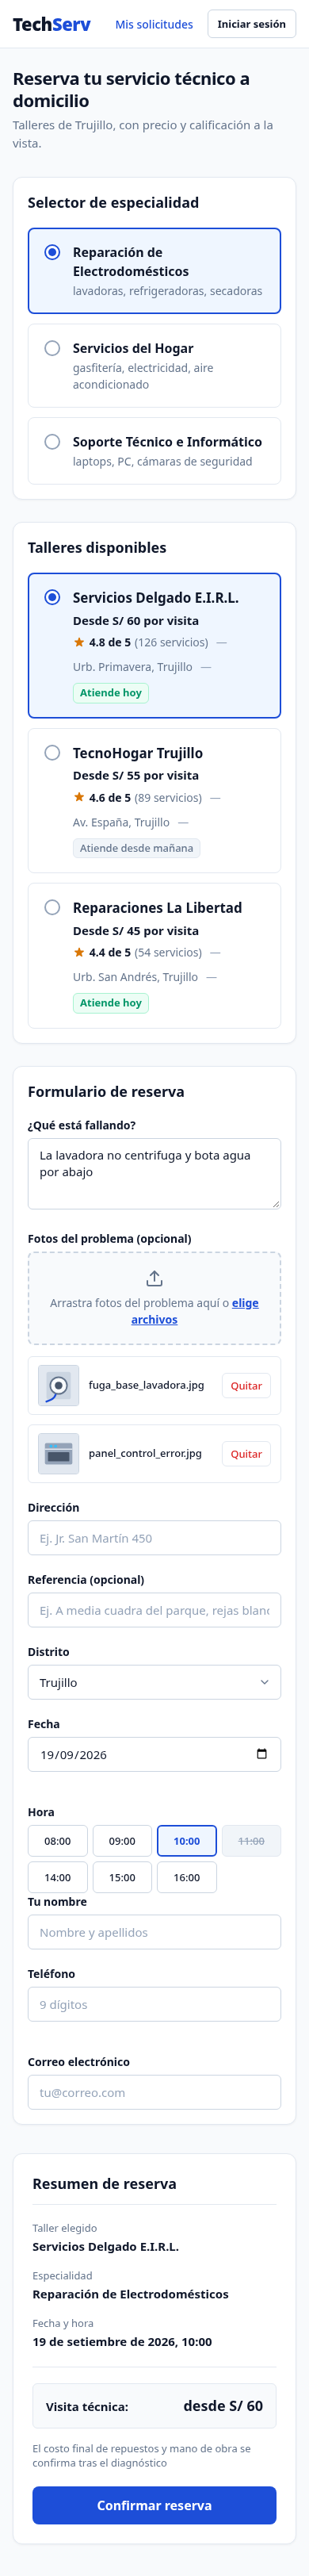 TechServ
Mis solicitudes
Iniciar sesión
Reserva tu servicio técnico a
domicilio
Talleres de Trujillo, con precio y calificación a la
vista.
Selector de especialidad
Reparación de
Electrodomésticos
lavadoras, refrigeradoras, secadoras
Servicios del Hogar
gasfitería, electricidad, aire
acondicionado
Soporte Técnico e Informático
laptops, PC, cámaras de seguridad
Talleres disponibles
Servicios Delgado E.I.R.L.
Desde S/ 60 por visita
★ 4.8 de 5 (126 servicios) —
Urb. Primavera, Trujillo —
Atiende hoy
TecnoHogar Trujillo
Desde S/ 55 por visita
★ 4.6 de 5 (89 servicios) —
Av. España, Trujillo —
Atiende desde mañana
Reparaciones La Libertad
Desde S/ 45 por visita
★ 4.4 de 5 (54 servicios) —
Urb. San Andrés, Trujillo —
Atiende hoy
Formulario de reserva
¿Qué está fallando?
La lavadora no centrifuga y bota agua
por abajo
Fotos del problema (opcional)
Arrastra fotos del problema aquí o elige
archivos
fuga_base_lavadora.jpg
Quitar
panel_control_error.jpg
Quitar
Dirección
Ej. Jr. San Martín 450
Referencia (opcional)
Ej. A media cuadra del parque, rejas blanc
Distrito
Trujillo
Fecha
19/09/2026
Hora
08:00 09:00 10:00 11:00
14:00 15:00 16:00
Tu nombre
Nombre y apellidos
Teléfono
9 dígitos
Correo electrónico
tu@correo.com
Resumen de reserva
Taller elegido
Servicios Delgado E.I.R.L.
Especialidad
Reparación de Electrodomésticos
Fecha y hora
19 de setiembre de 2026, 10:00
Visita técnica: desde S/ 60
El costo final de repuestos y mano de obra se
confirma tras el diagnóstico
Confirmar reserva